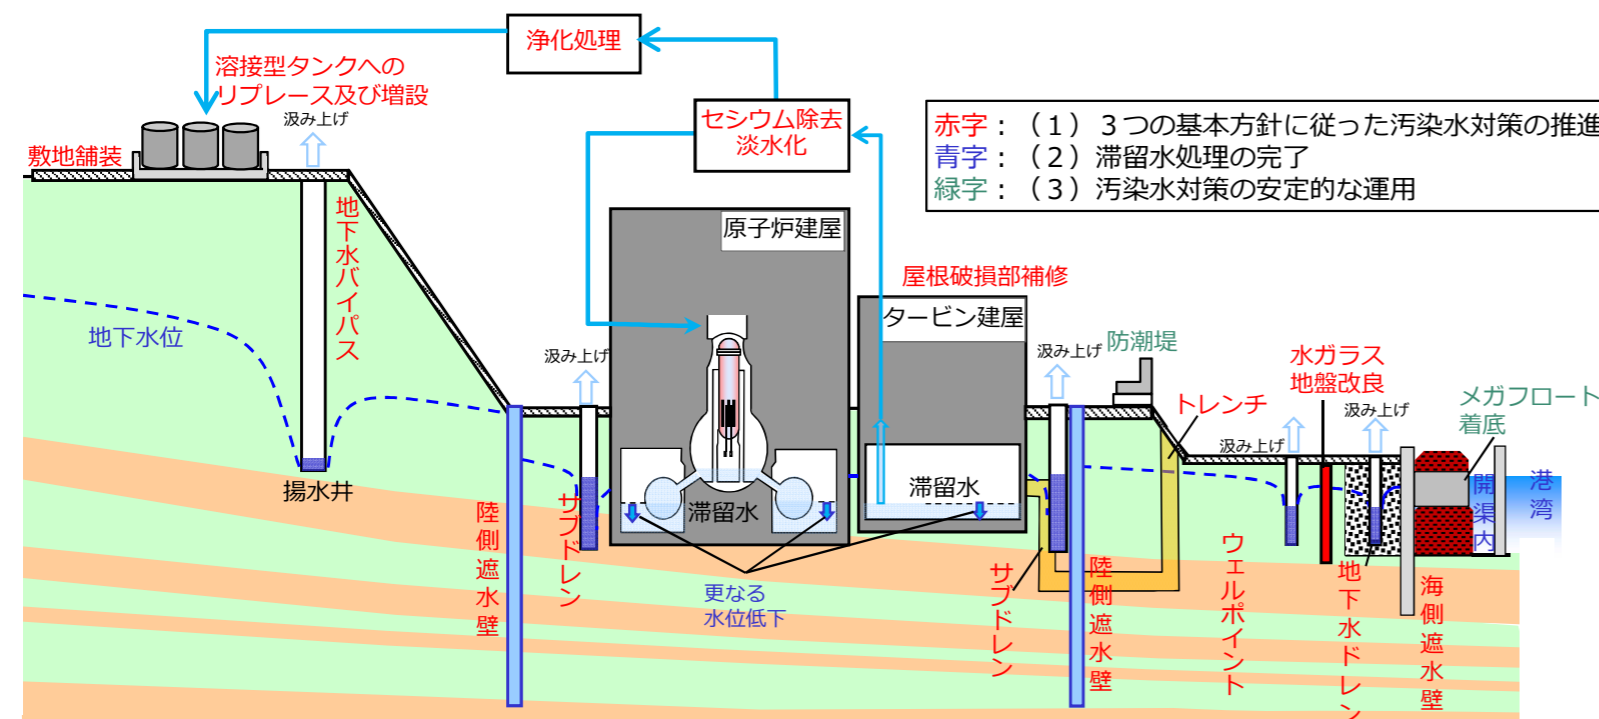 浄化処理
溶接型タンクへの
リプレース及び増設
汲み上げ
敷地舗装
セシウム除去
淡水化
赤字：（1）３つの基本方針に従った汚染水対策の推進
青字：（2）滞留水処理の完了
緑字：（3）汚染水対策の安定的な運用
地下水バイパス
地下水位
揚水井
原子炉建屋
屋根破損部補修
タービン建屋
汲み上げ
汲み上げ
防潮堤
水ガラス
地盤改良
トレンチ
汲み上げ
汲み上げ
メガフロート
着底
滞留水
滞留水
開渠内
港湾
陸側遮水壁
サブドレン
更なる
水位低下
サブドレン
陸側遮水壁
ウェルポイント
地下水ドレン
海側遮水壁